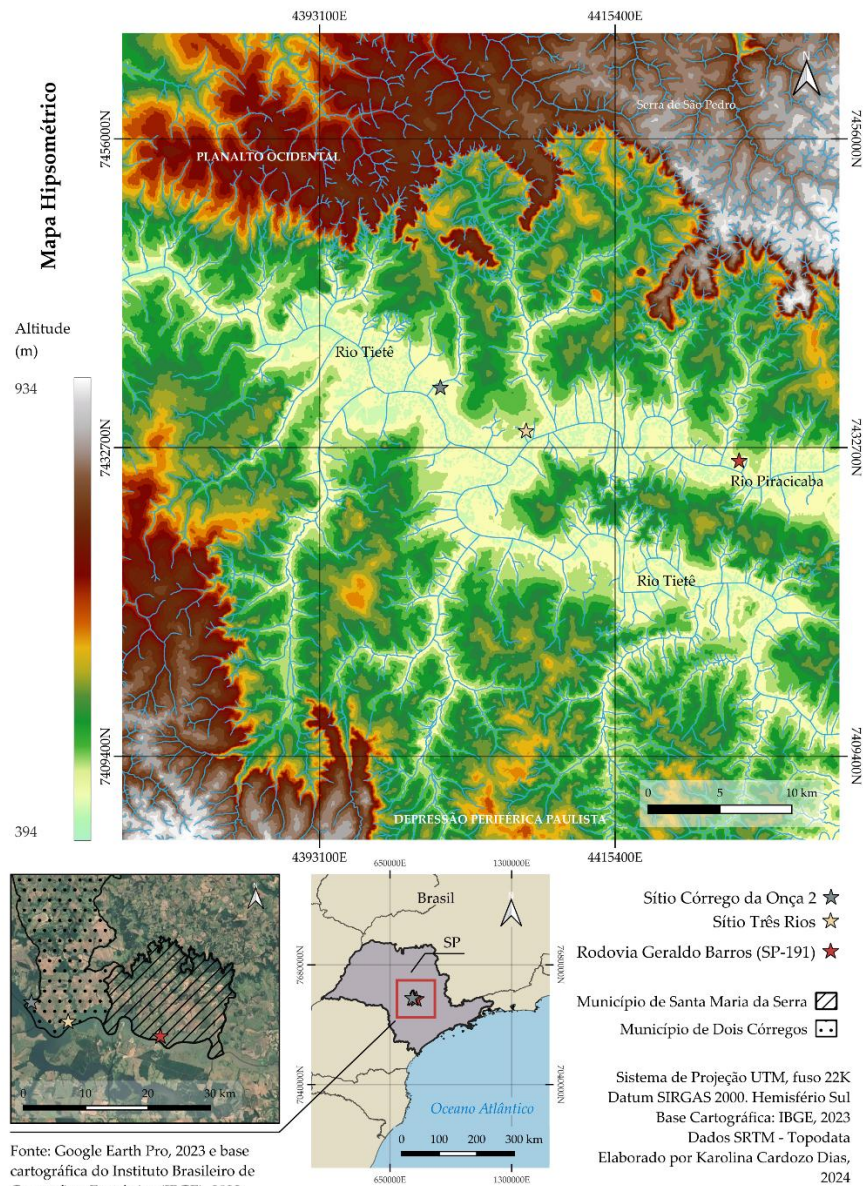 4393100E
4415400E
Mapa Hipsométrico
7456000N
7456000N
N
Serra de São Pedro
PLANALTO OCIDENTAL
Altitude
(m)
934
394
Rio Tietê
7432700N
7432700N
Rio Piracicaba
Rio Tietê
7409400N
7409400N
0 5 10 km
DEPRESSÃO PERIFÉRICA PAULISTA
4393100E
4415400E
0 10 20 30 km
650000E
1300000E
Brasil
SP
7680000N
7680000N
7040000N
7040000N
Oceano Atlântico
0 100 200 300 km
650000E
1300000E
Sítio Córrego da Onça 2
Sítio Três Rios
Rodovia Geraldo Barros (SP-191)
Município de Santa Maria da Serra
Município de Dois Córregos
Sistema de Projeção UTM, fuso 22K
Datum SIRGAS 2000. Hemisfério Sul
Base Cartográfica: IBGE, 2023
Dados SRTM - Topodata
Elaborado por Karolina Cardozo Dias,
2024
Fonte: Google Earth Pro, 2023 e base
cartográfica do Instituto Brasileiro de